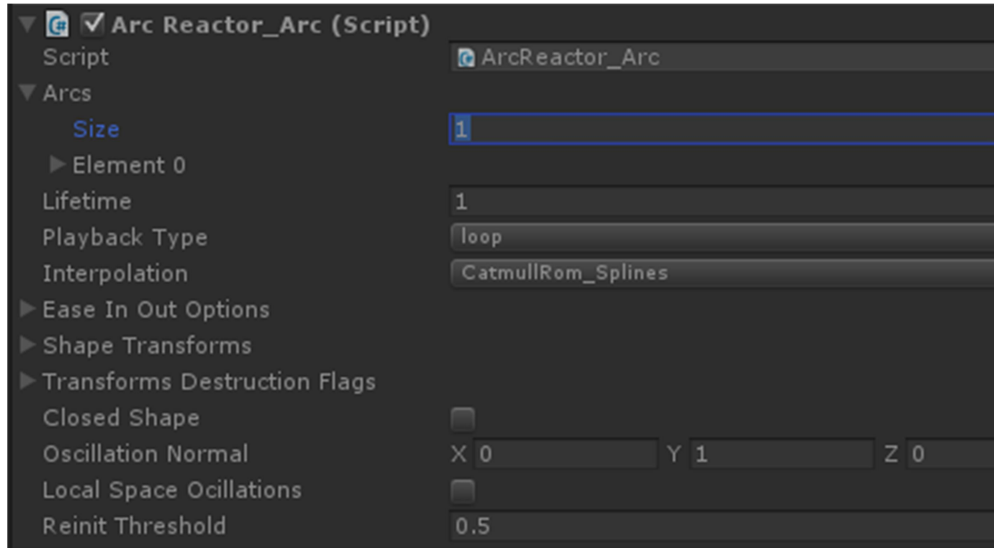 Arc Reactor_Arc (Script)
Script ArcReactor_Arc
Arcs
Size 1
Element 0
Lifetime 1
Playback Type loop
Interpolation CatmullRom_Splines
Ease In Out Options
Shape Transforms
Transforms Destruction Flags
Closed Shape
Oscillation Normal X 0 Y 1 Z 0
Local Space Ocillations
Reinit Threshold 0.5